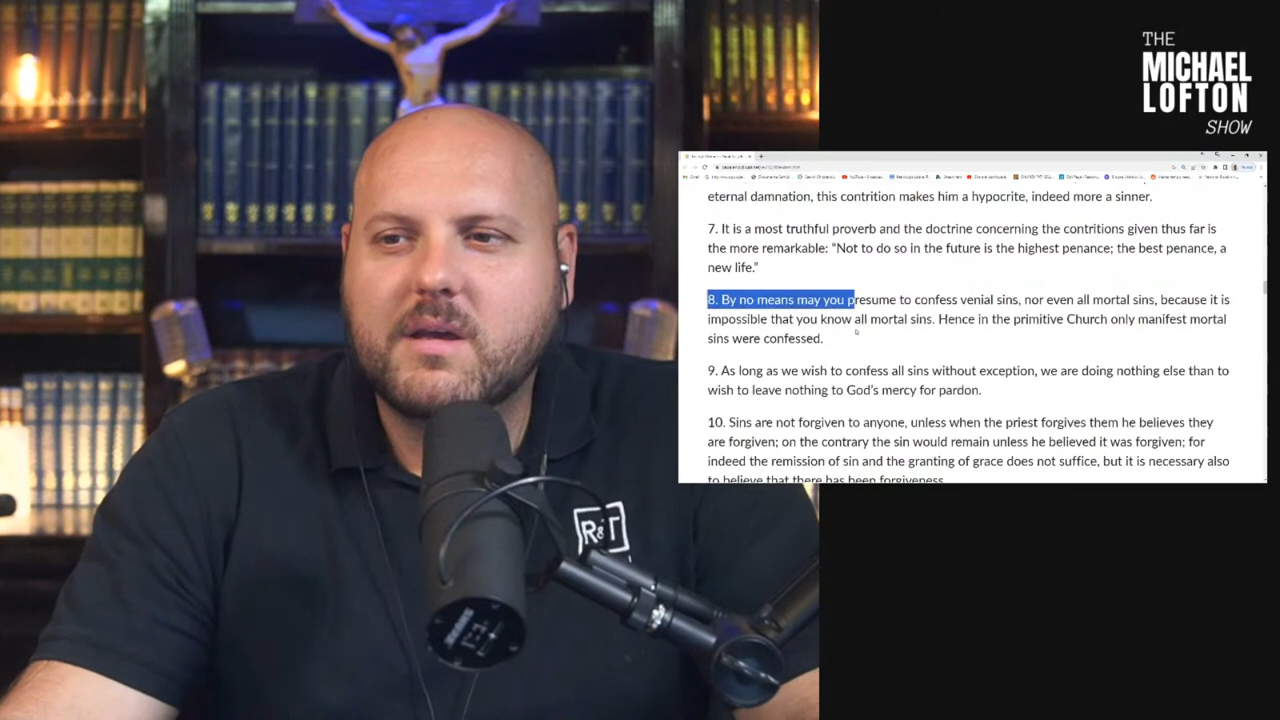 THE
MICHAEL
LOFTON
SHOW
eternal damnation, this contrition makes him a hypocrite, indeed more a sinner.
7. It is a most truthful proverb and the doctrine concerning the contritions given thus far is
the more remarkable: “Not to do so in the future is the highest penance; the best penance, a
new life.”
8. By no means may you presume to confess venial sins, nor even all mortal sins, because it is
impossible that you know all mortal sins. Hence in the primitive Church only manifest mortal
sins were confessed.
9. As long as we wish to confess all sins without exception, we are doing nothing else than to
wish to leave nothing to God’s mercy for pardon.
10. Sins are not forgiven to anyone, unless when the priest forgives them he believes they
are forgiven; on the contrary the sin would remain unless he believed it was forgiven; for
indeed the remission of sin and the granting of grace does not suffice, but it is necessary also
to believe that there has been forgiveness.
R&T